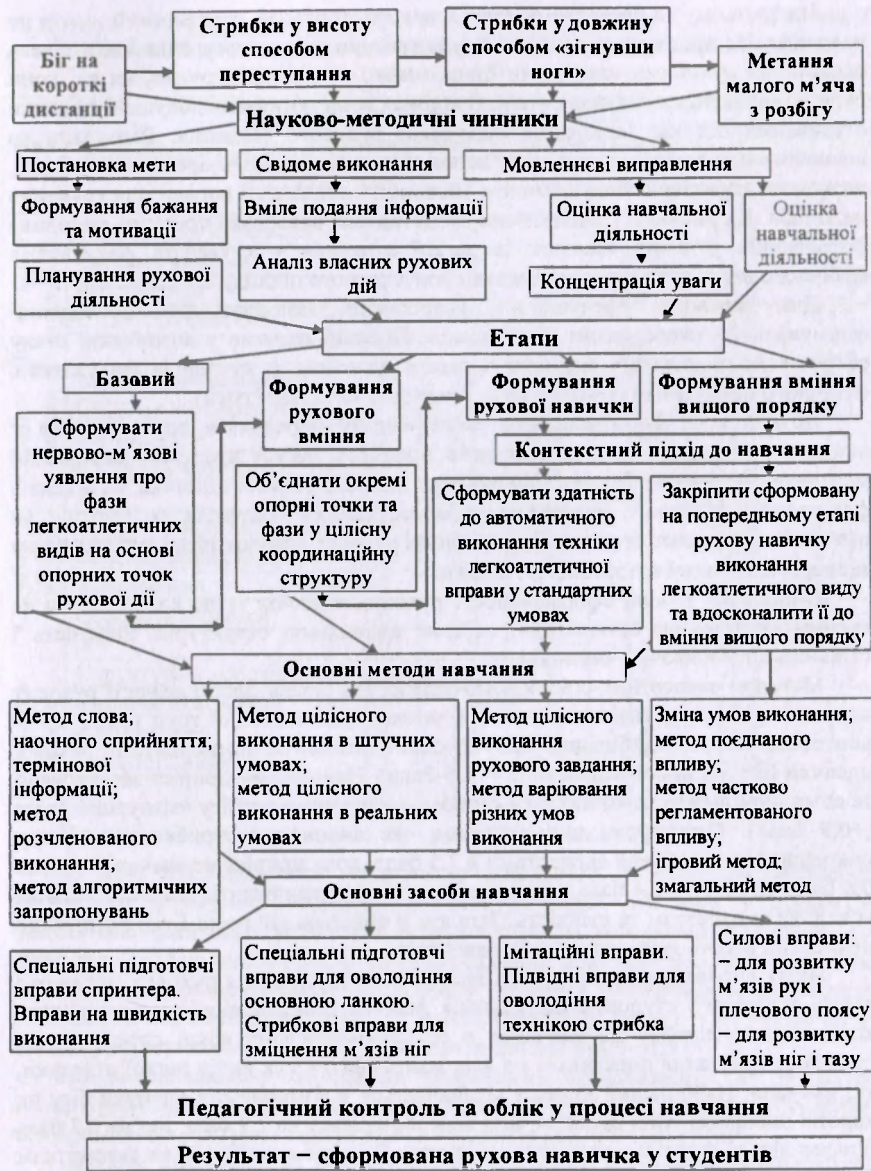 Біг на
короткі
дистанції
Стрибки у висоту
способом
переступання
Стрибки у довжину
способом «зігнувши
ноги»
Метання
малого м’яча
з розбігу
Науково-методичні чинники
Постановка мети
Свідоме виконання
Мовленнєві виправлення
Формування бажання
та мотивації
Вміле подання інформації
Оцінка навчальної
діяльності
Оцінка
навчальної
діяльності
Планування рухової
діяльності
Аналіз власних рухових
дій
Концентрація уваги
Етапи
Базовий
Формування
рухового
вміння
Формування
рухової навички
Формування вміння
вищого порядку
Контекстний підхід до навчання
Сформувати
нервово-м’язові
уявлення про
фази
легкоатлетичних
видів на основі
опорних точок
рухової дії
Об’єднати окремі
опорні точки та
фази у цілісну
координаційну
структуру
Сформувати здатність
до автоматичного
виконання техніки
легкоатлетичної
вправи у стандартних
умовах
Закріпити сформовану
на попередньому етапі
рухову навичку
виконання
легкоатлетичного виду
та вдосконалити її до
вміння вищого порядку
Основні методи навчання
Метод слова;
наочного сприйняття;
термінової
інформації;
метод
розчленованого
виконання;
метод алгоритмічних
запропонувань
Метод цілісного
виконання в штучних
умовах;
метод цілісного
виконання в реальних
умовах
Метод цілісного
виконання
рухового завдання;
метод варіювання
різних умов
виконання
Зміна умов виконання;
метод поєднаного
впливу;
метод частково
регламентованого
впливу;
ігровий метод;
змагальний метод
Основні засоби навчання
Спеціальні підготовчі
вправи спринтера.
Вправи на швидкість
виконання
Спеціальні підготовчі
вправи для оволодіння
основною ланкою.
Стрибкові вправи для
зміцнення м’язів ніг
Імітаційні вправи.
Підвідні вправи для
оволодіння
технікою стрибка
Силові вправи:
– для розвитку
м’язів рук і
плечового поясу
– для розвитку
м’язів ніг і тазу
Педагогічний контроль та облік у процесі навчання
Результат – сформована рухова навичка у студентів